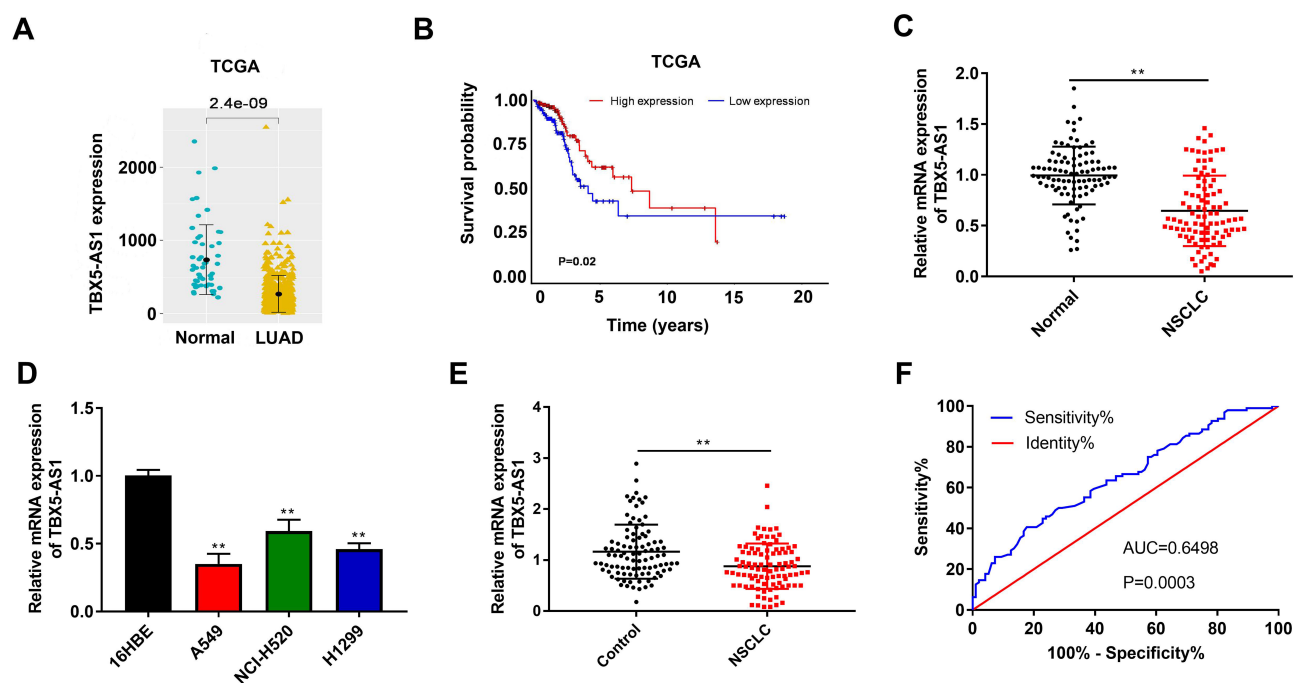 A
TCGA
2.4e-09
TBX5-AS1 expression
2000
1000
0
Normal
LUAD
B
TCGA
Survival probability
1.00
0.75
0.50
0.25
0.00
High expression
Low expression
P=0.02
0
5
10
15
20
Time (years)
C
Relative mRNA expression
of TBX5-AS1
2.0
1.5
1.0
0.5
0.0
**
Normal
NSCLC
D
Relative mRNA expression
of TBX5-AS1
1.5
1.0
0.5
0.0
**
**
**
16HBE
A549
NCI-H520
H1299
E
Relative mRNA expression
of TBX5-AS1
4
3
2
1
0
**
Control
NSCLC
F
Sensitivity%
100
80
60
40
20
0
Sensitivity%
Identity%
AUC=0.6498
P=0.0003
0
20
40
60
80
100
100% - Specificity%